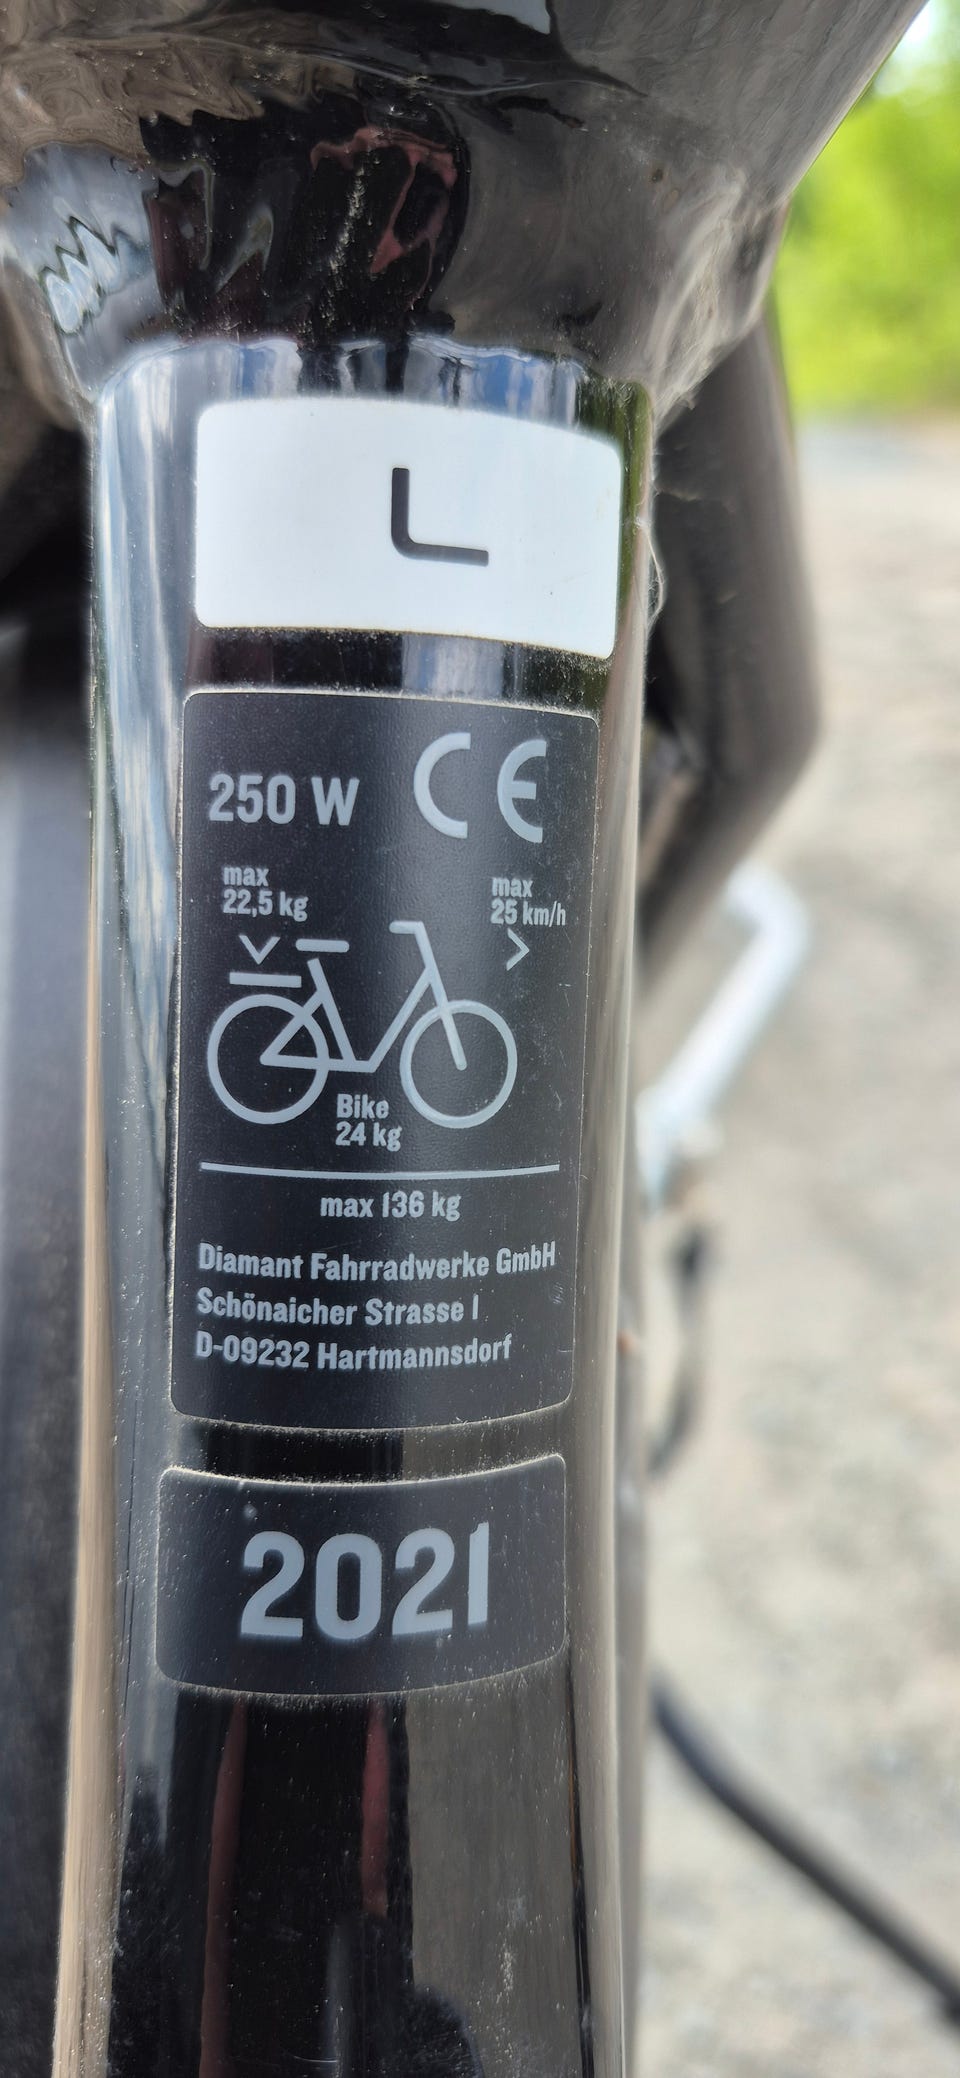 L
250 W CE
max
22,5 kg
max
25 km/h
Bike
24 kg
max 136 kg
Diamant Fahrradwerke GmbH
Schönaicher Strasse 1
D-09232 Hartmannsdorf
2021